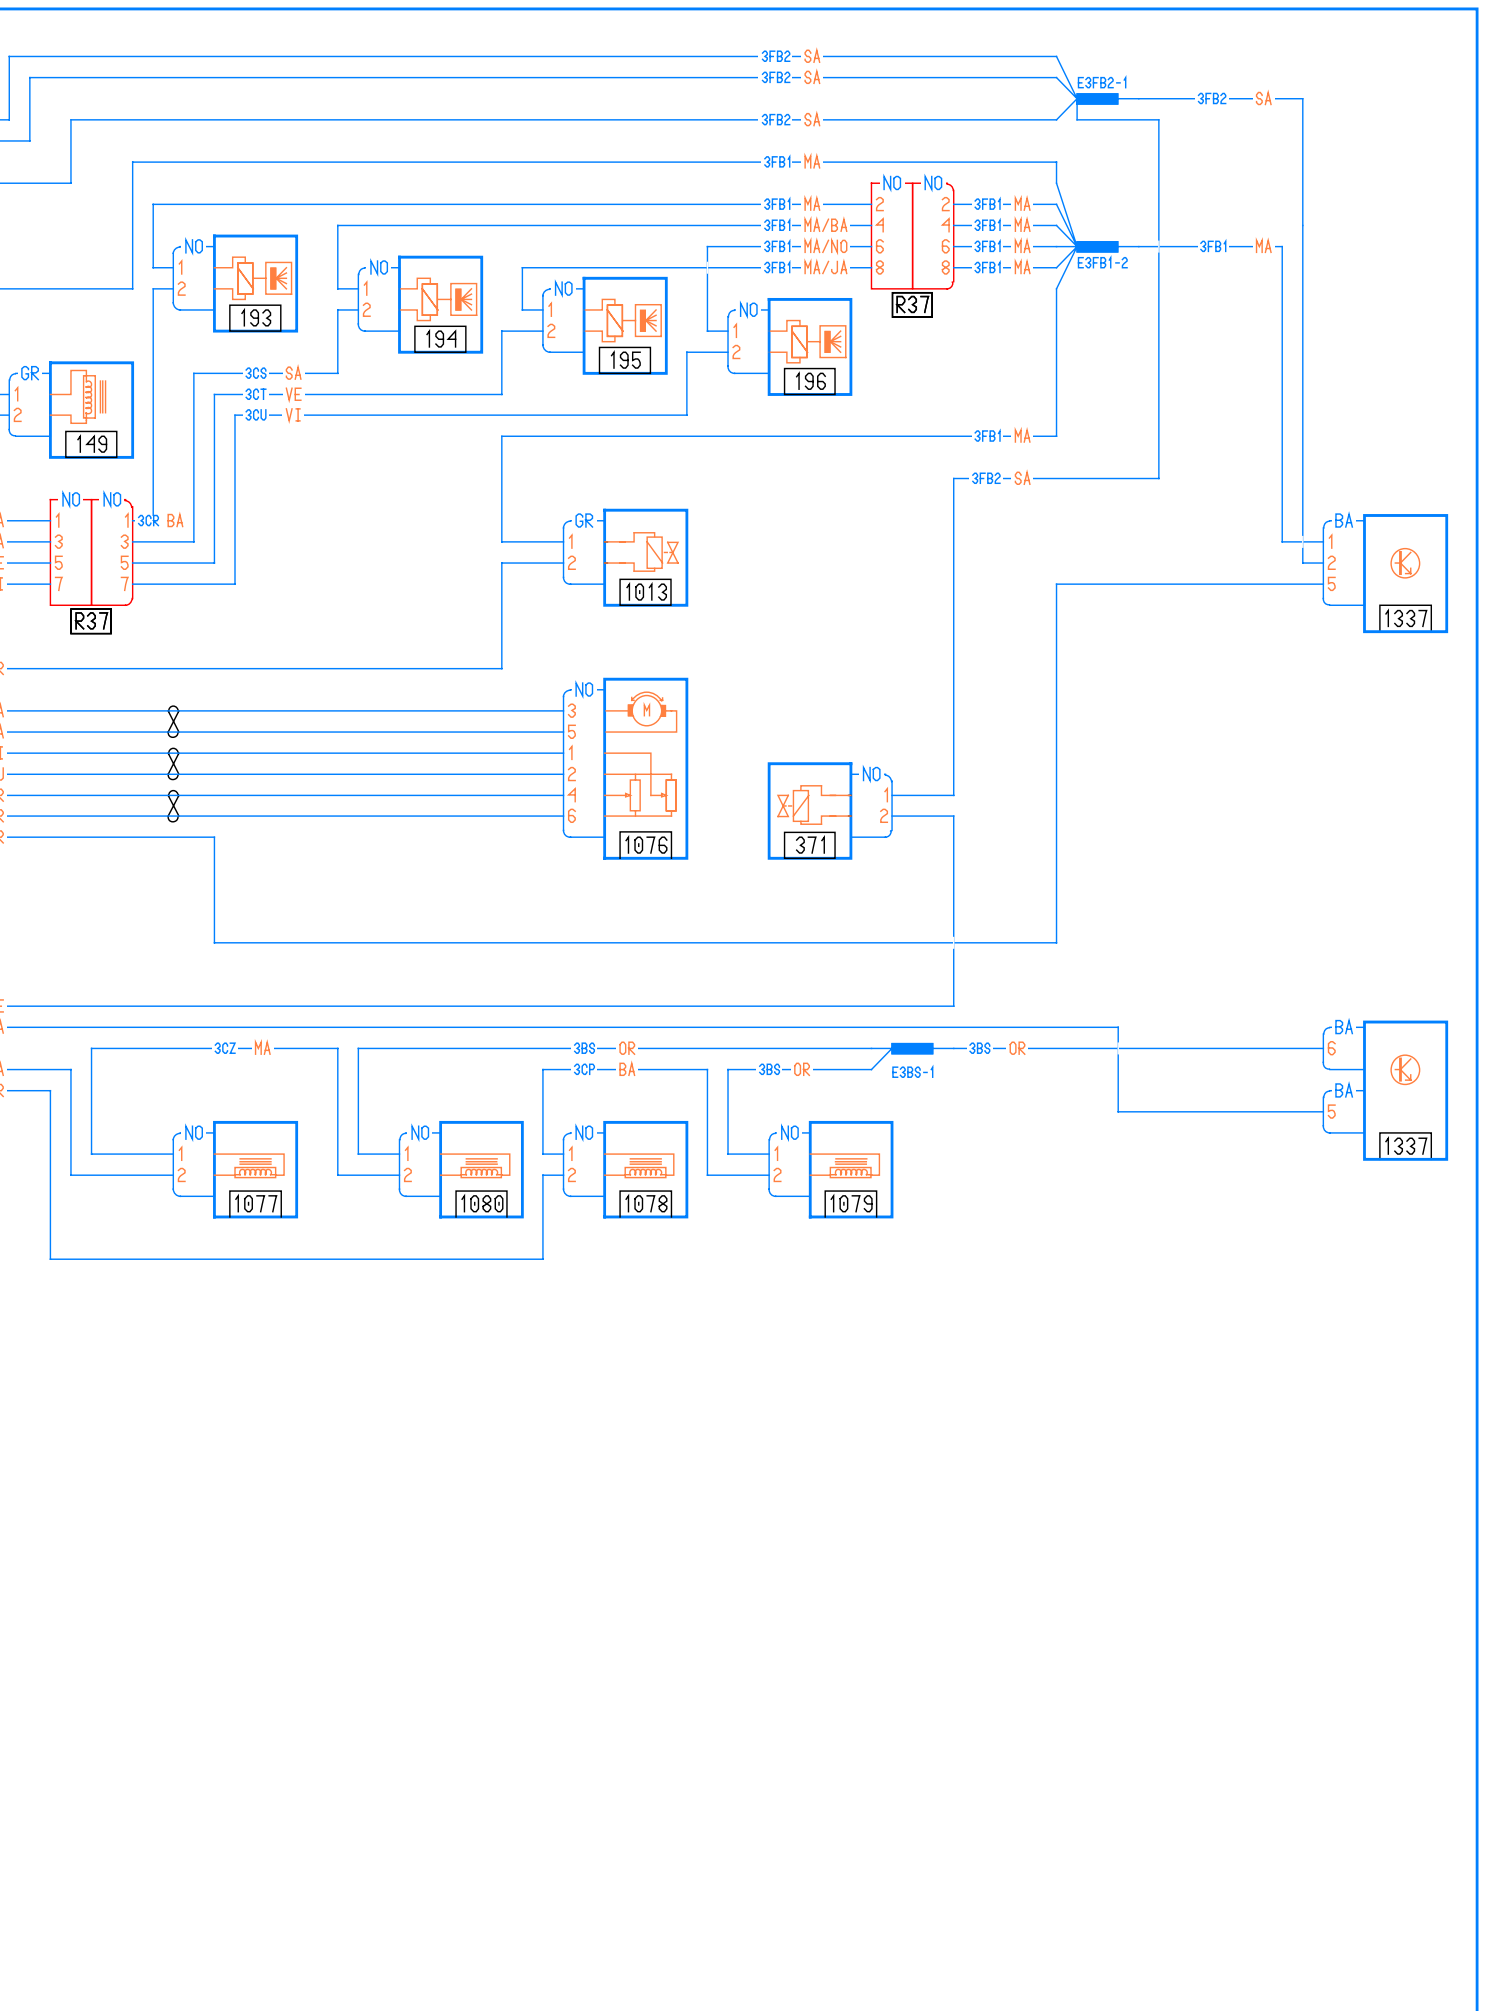 3FB2 SA
E3FB2-1
3FB2 SA
3FB2 SA
3FB2 SA
3FB1 MA
NO NO
3FB1 MA 2 2 3FB1 MA
3FB1 MA/BA 4 4 3FB1 MA
3FB1 MA/NO 6 6 3FB1 MA
3FB1 MA
3FB1 MA/JA 8 8 3FB1 MA
E3FB1-2
R37
NO
1
2
193
NO
1
2
194
NO
1
2
195
NO
1
2
196
GR
1
2
149
3CS SA
3CT VE
3CU VI
3FB1 MA
3FB2 SA
NO NO
1 1 3CR BA
3 3
5 5
7 7
R37
GR
1
2
1013
BA
1
2
5
1337
NO
3 M
5
1
2
4
6
1076
NO
1
2
371
3CZ MA
3BS OR
3BS OR
3CP BA
3BS OR
E3BS-1
BA
6
BA
5
1337
NO
1
2
1077
NO
1
2
1080
NO
1
2
1078
NO
1
2
1079